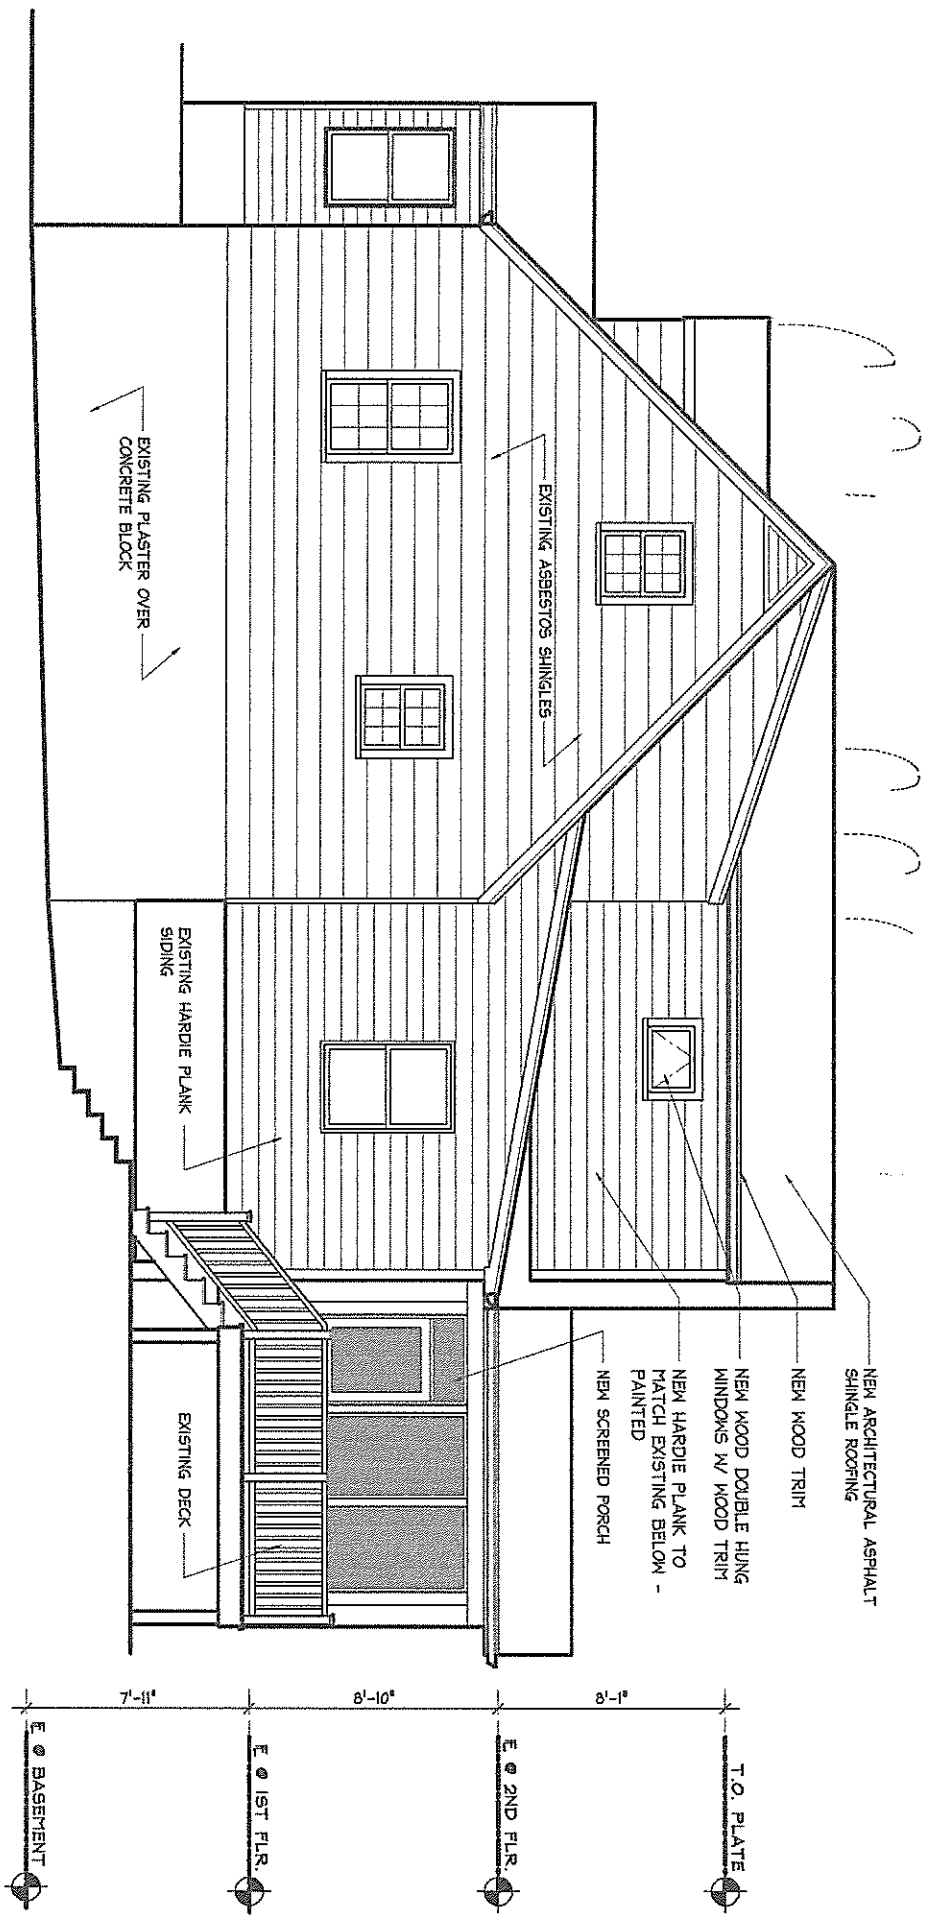 NEW ARCHITECTURAL ASPHALT
SHINGLE ROOFING
NEW WOOD TRIM
NEW WOOD DOUBLE HUNG
WINDOWS W/ WOOD TRIM
NEW HARDIE PLANK TO
MATCH EXISTING BELOW -
PAINTED
NEW SCREENED PORCH
EXISTING ASBESTOS SHINGLES
EXISTING PLASTER OVER
CONCRETE BLOCK
EXISTING HARDIE PLANK
SIDING
EXISTING DECK
T.O. PLATE
8'-1"
E @ 2ND FLR.
8'-10"
E @ 1ST FLR.
7'-11"
E @ BASEMENT